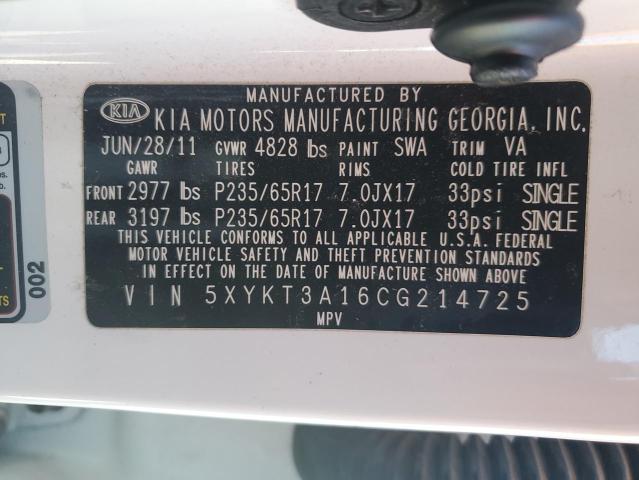 MANUFACTURED BY
KIA KIA MOTORS MANUFACTURING GEORGIA, INC.
JUN/28/11 GVWR 4828 lbs PAINT SWA TRIM VA
GAWR TIRES RIMS COLD TIRE INFL
FRONT 2977 lbs P235/65R17 7.0JX17 33psi SINGLE
REAR 3197 lbs P235/65R17 7.0JX17 33psi SINGLE
THIS VEHICLE CONFORMS TO ALL APPLICABLE U.S.A. FEDERAL
MOTOR VEHICLE SAFETY AND THEFT PREVENTION STANDARDS
IN EFFECT ON THE DATE OF MANUFACTURE SHOWN ABOVE.
VIN 5XYKT3A16CG214725
MPV
002